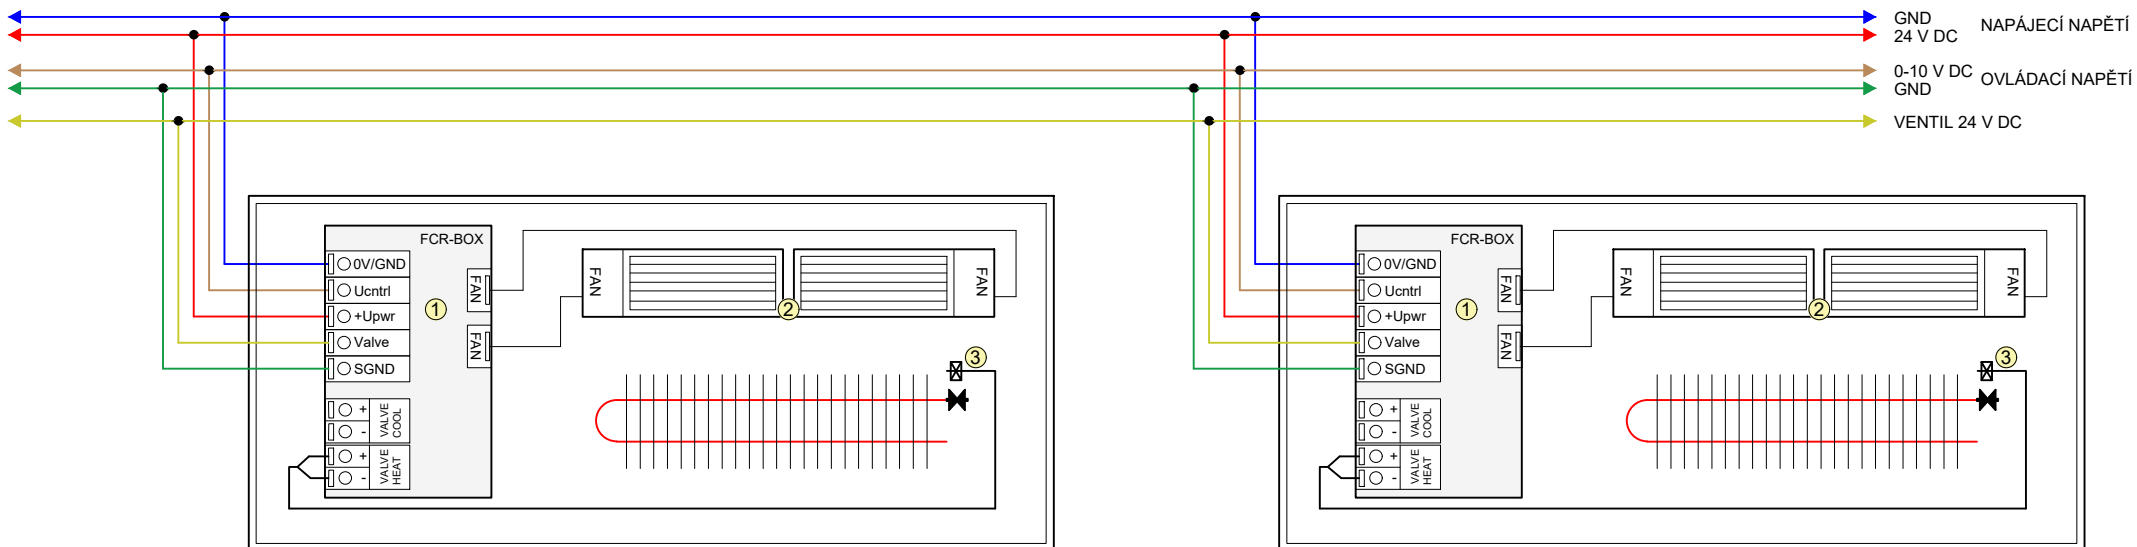 GND
24 V DC
NAPÁJECÍ NAPĚTÍ
0-10 V DC
GND
OVLÁDACÍ NAPĚTÍ
VENTIL 24 V DC
FCR-BOX
0V/GND
Ucntrl
+Upwr
Valve
SGND
+
-
VALVE
COOL
+
-
VALVE
HEAT
FAN
FAN
1
FAN
FAN
2
3
FCR-BOX
0V/GND
Ucntrl
+Upwr
Valve
SGND
+
-
VALVE
COOL
+
-
VALVE
HEAT
FAN
FAN
1
FAN
FAN
2
3